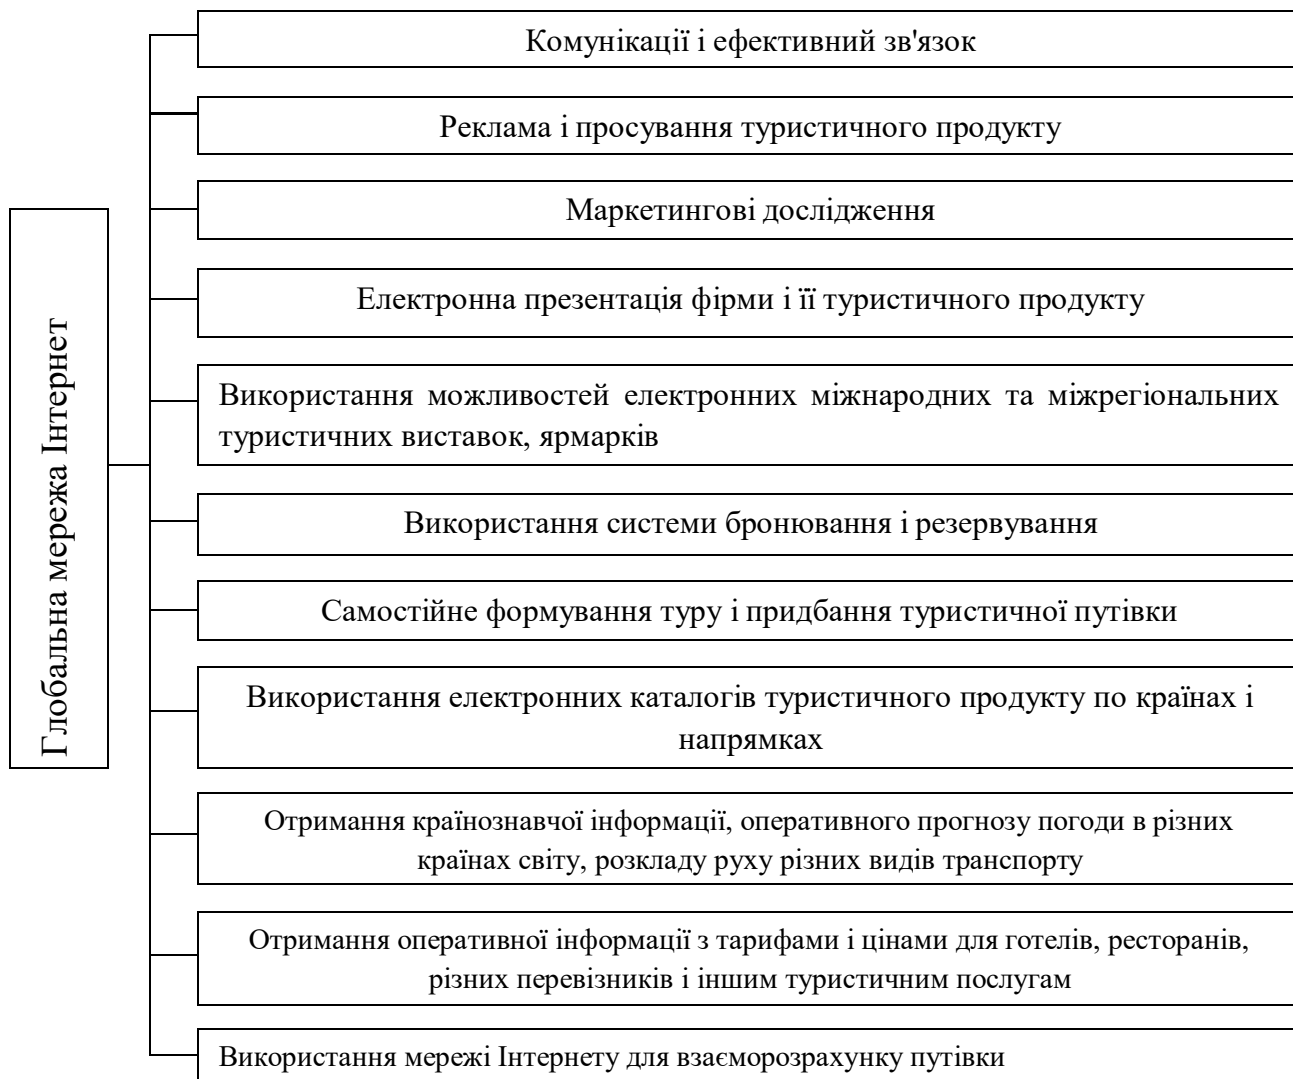 Глобальна мережа Інтернет
Комунікації і ефективний зв'язок
Реклама і просування туристичного продукту
Маркетингові дослідження
Електронна презентація фірми і її туристичного продукту
Використання можливостей електронних міжнародних та міжрегіональних
туристичних виставок, ярмарків
Використання системи бронювання і резервування
Самостійне формування туру і придбання туристичної путівки
Використання електронних каталогів туристичного продукту по країнах і
напрямках
Отримання країнознавчої інформації, оперативного прогнозу погоди в різних
країнах світу, розкладу руху різних видів транспорту
Отримання оперативної інформації з тарифами і цінами для готелів, ресторанів,
різних перевізників і іншим туристичним послугам
Використання мережі Інтернету для взаєморозрахунку путівки